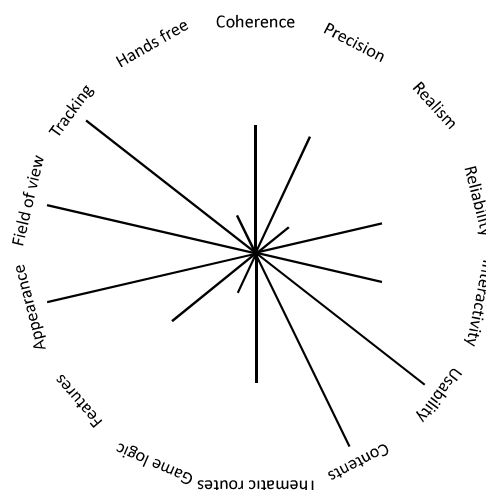 Coherence
Precision
Realism
Reliability
Interactivity
Usability
Contents
Thematic routes
Game logic
Features
Appearance
Field of view
Tracking
Hands free